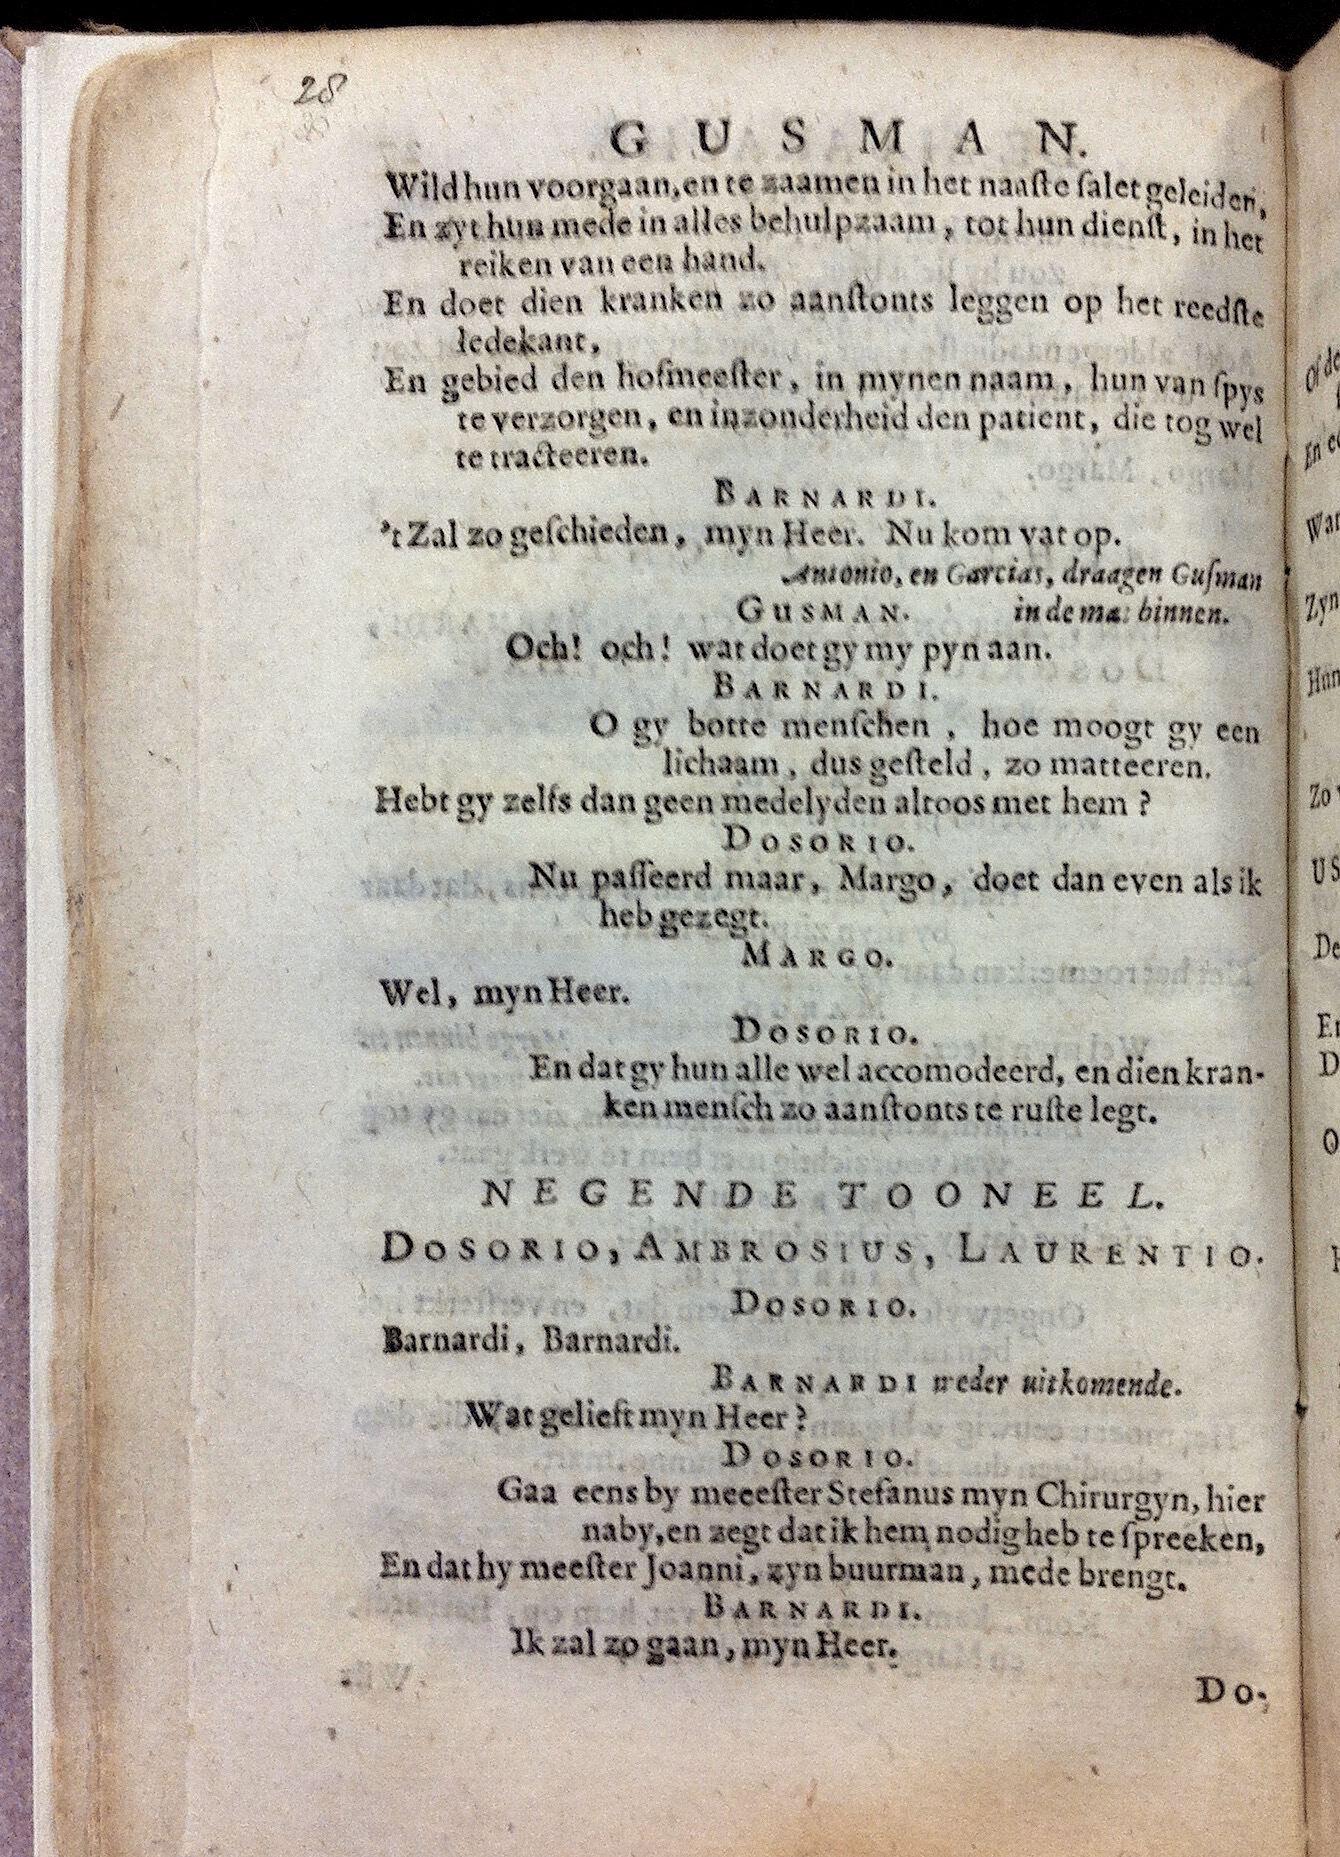 28
GUSMAN.
Wild hun voorgaan, en te zaamen in het naaſte ſalet geleiden,
En zyt hun mede in alles behulpzaam, tot hun dienſt, in het
reiken van een hand.
En doet dien kranken zo aanſtonts leggen op het reedſte
ledekant,
En gebied den hofmeeſter, in mynen naam, hun van ſpys
te verzorgen, en inzonderheid den patient, die tog wel
te tracteeren.
BARNARDI.
't Zal zo geſchieden, myn Heer. Nu kom vat op.
Antonio, en Garcias, draagen Guſman
GUSMAN. in de ma: binnen.
Och! och! wat doet gy my pyn aan.
BARNARDI.
O gy botte menſchen, hoe moogt gy een
lichaam, dus geſteld, zo matteeren.
Hebt gy zelfs dan geen medelyden altoos met hem?
DOSORIO.
Nu paſſeerd maar, Margo, doet dan even als ik
heb gezegt.
MARGO.
Wel, myn Heer.
DOSORIO.
En dat gy hun alle wel accomodeerd, en dien kran-
ken menſch zo aanſtonts te ruſte legt.
NEGENDE TOONEEL.
DOSORIO, AMBROSIUS, LAURENTIO.
DOSORIO.
Barnardi, Barnardi.
BARNARDI weder uitkomende.
Wat gelieft myn Heer?
DOSORIO.
Gaa eens by meeeſter Stefanus myn Chirurgyn, hier
naby, en zegt dat ik hem nodig heb te ſpreeken,
En dat hy meeſter Joanni, zyn buurman, mede brengt.
BARNARDI.
Ik zal zo gaan, myn Heer.
Do-